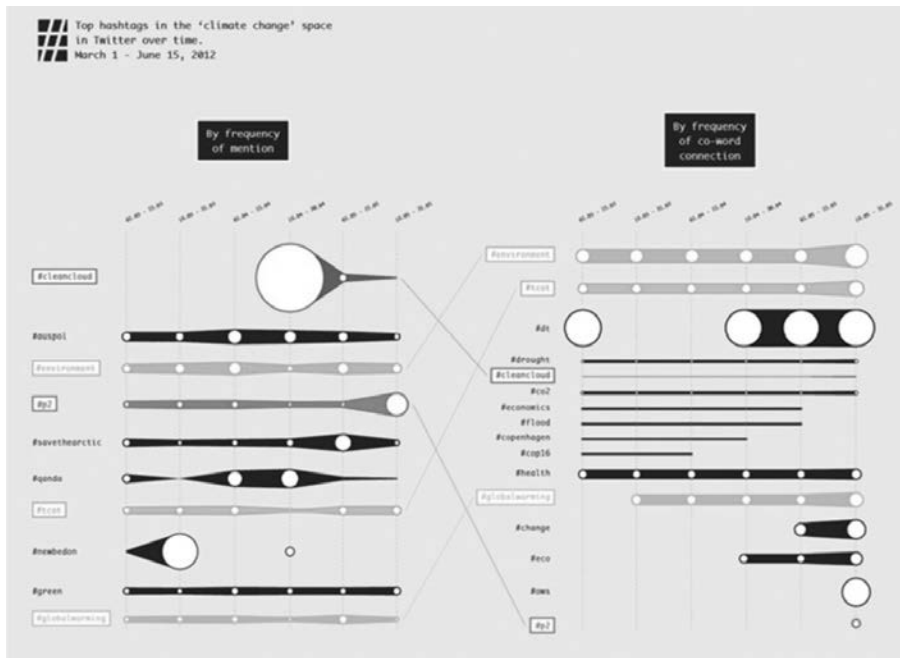 Top hashtags in the ‘climate change’ space
in Twitter over time.
March 1 - June 15, 2012
By frequency
of mention
By frequency
of co-word
connection
#cleancloud
#auspol
#environment
#p2
#savethearctic
#qanda
#tcot
#newbedon
#green
#globalwarming
#environment
#tcot
#dt
#drought
#cleancloud
#co2
#economics
#flood
#copenhagen
#cop16
#health
#globalwarming
#change
#eco
#ows
#p2